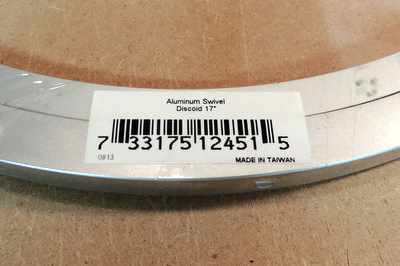 Aluminum Swivel
Discoid 17"
7 33175 12451 5
0813 MADE IN TAIWAN